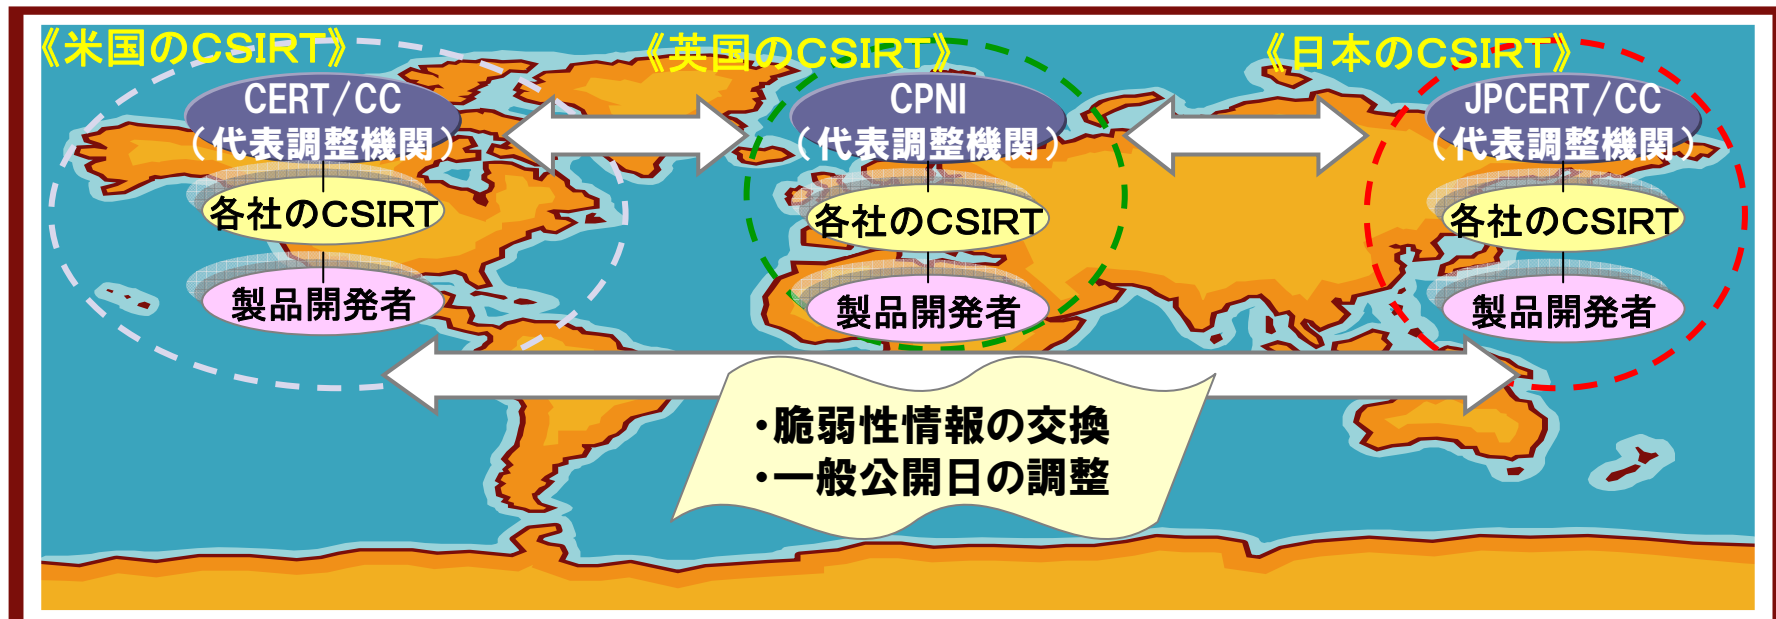 《米国のCSIRT》
CERT/CC
(代表調整機関)
各社のCSIRT
製品開発者
《英国のCSIRT》
CPNI
(代表調整機関)
各社のCSIRT
製品開発者
《日本のCSIRT》
JPCERT/CC
(代表調整機関)
各社のCSIRT
製品開発者
・脆弱性情報の交換
・一般公開日の調整